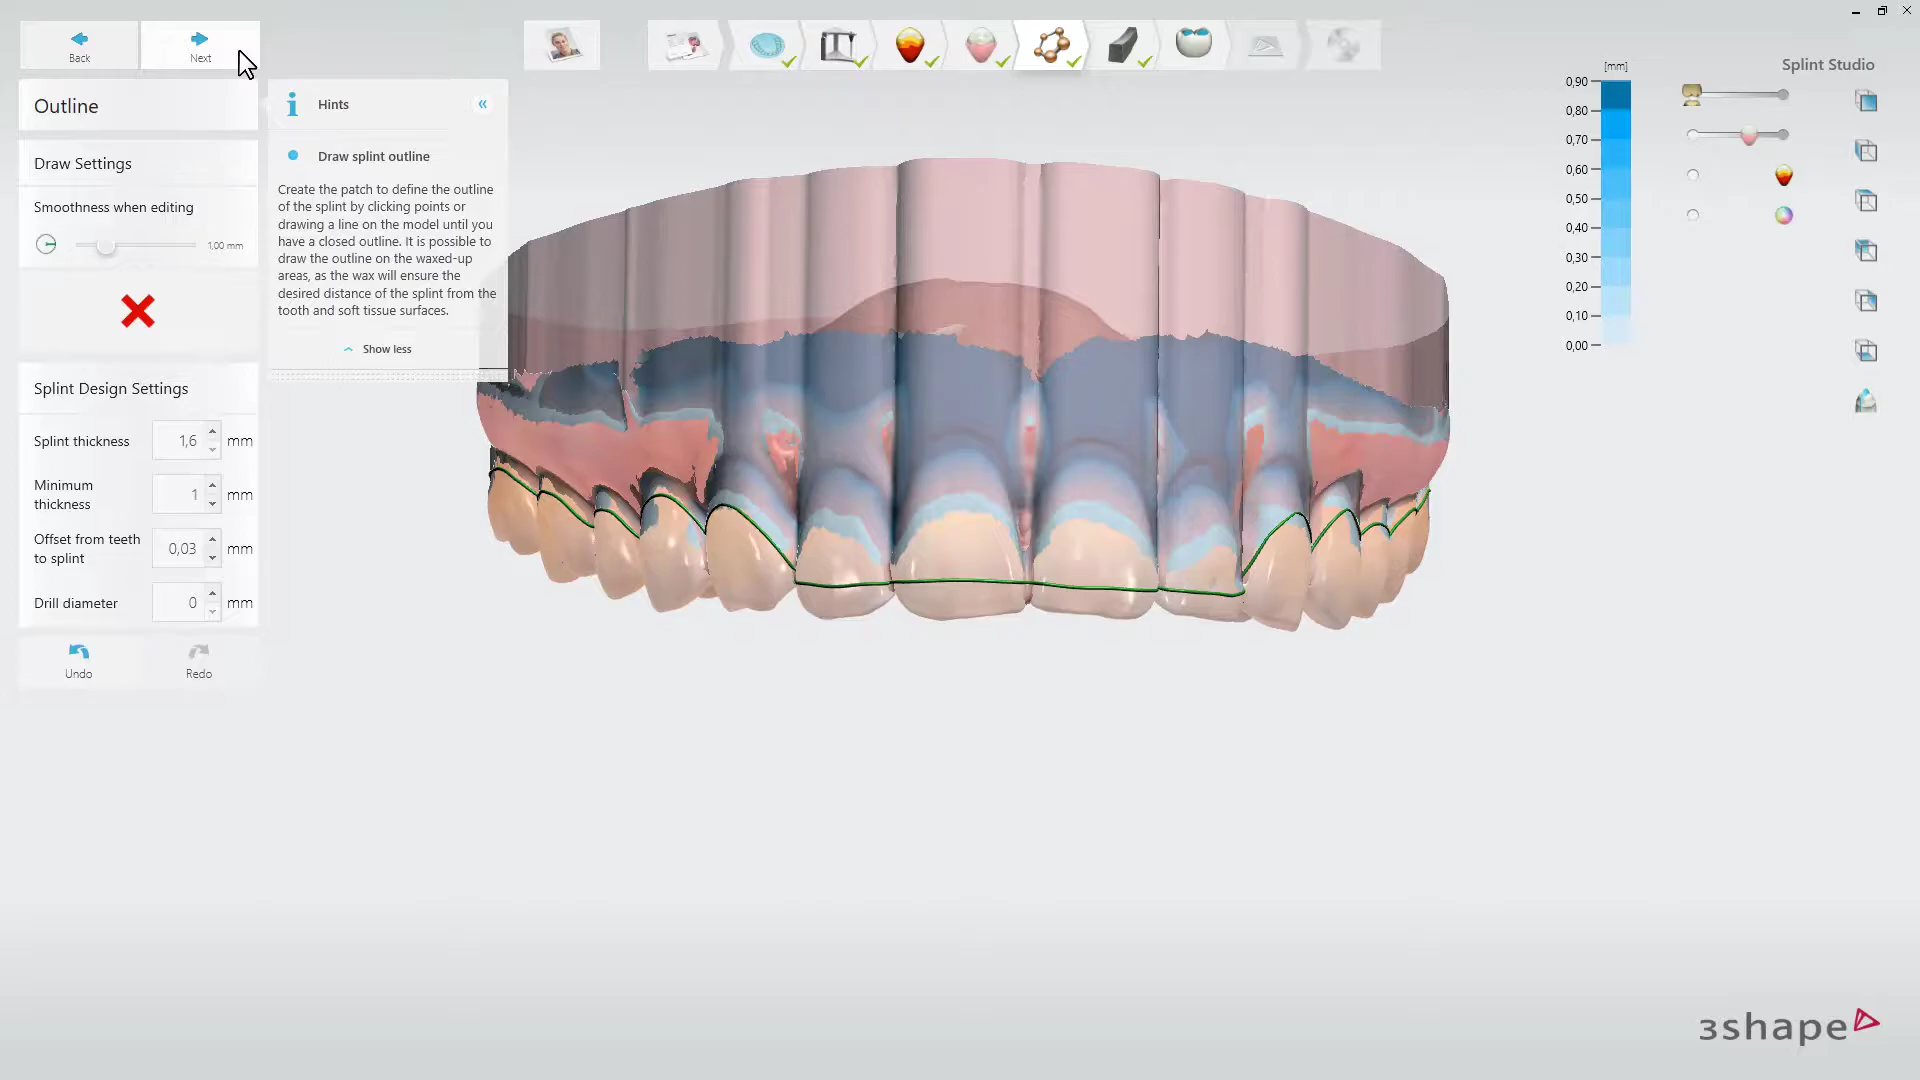 Back
Next
Outline
Draw Settings
Smoothness when editing
1,00 mm
Splint Design Settings
Splint thickness
1,6
mm
Minimum
thickness
1
mm
Offset from teeth
to splint
0,03
mm
Drill diameter
0
mm
Undo
Redo
Hints
«
Draw splint outline
Create the patch to define the outline
of the splint by clicking points or
drawing a line on the model until you
have a closed outline. It is possible to
draw the outline on the waxed-up
areas, as the wax will ensure the
desired distance of the splint from the
tooth and soft tissue surfaces.
Show less
[mm]
0,90
0,80
0,70
0,60
0,50
0,40
0,30
0,20
0,10
0,00
Splint Studio
3shape